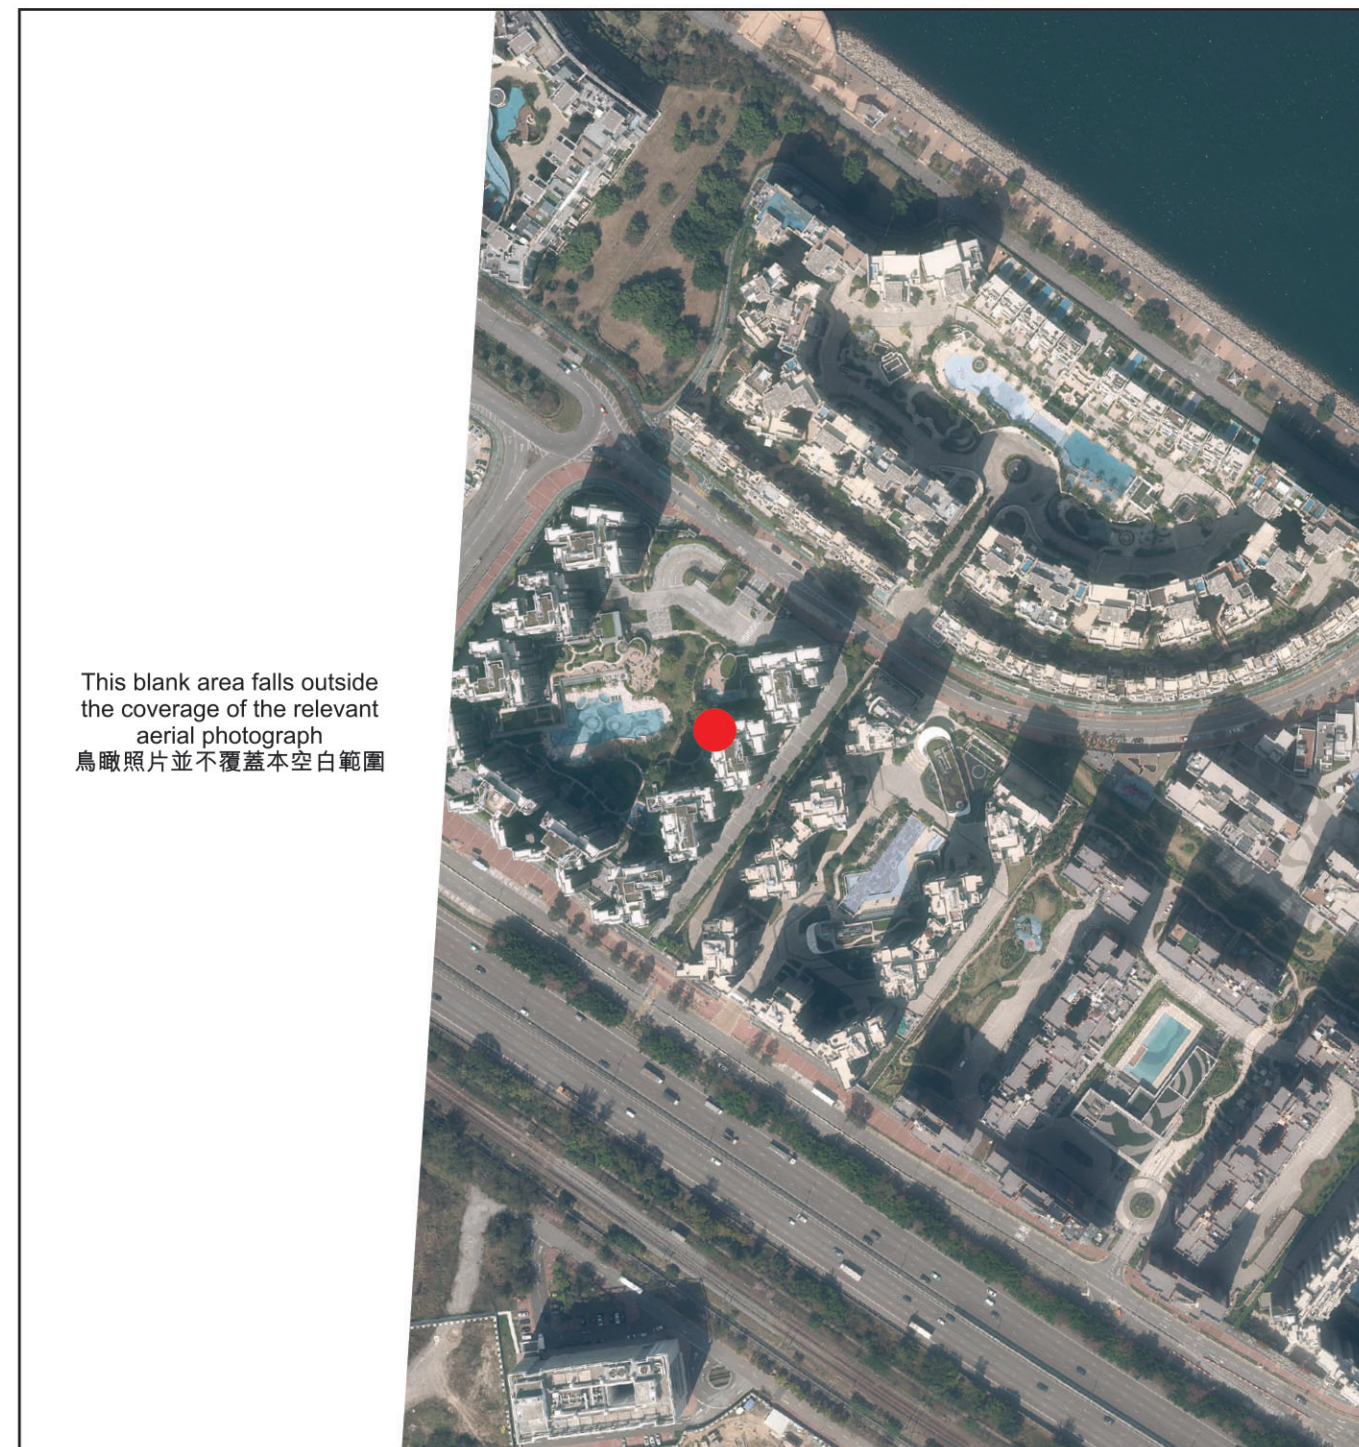 This blank area falls outside
the coverage of the relevant
aerial photograph
鳥瞰照片並不覆蓋本空白範圍